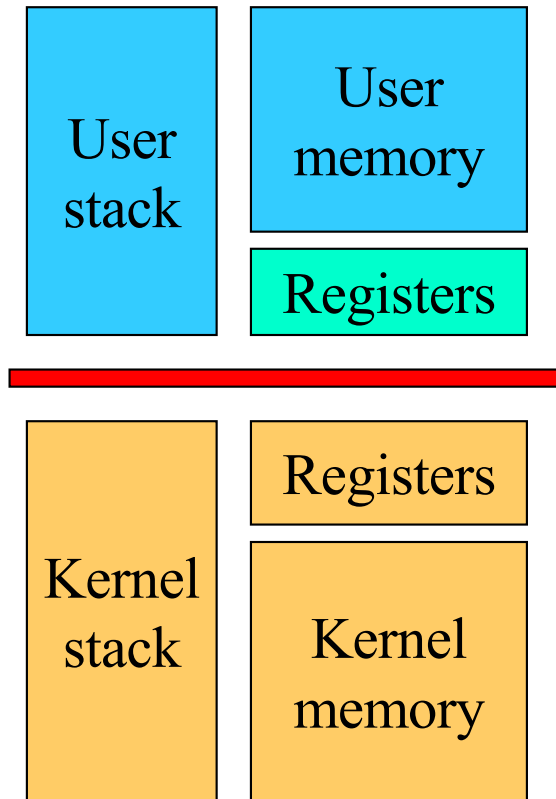 User
stack
User
memory
Registers
Registers
Kernel
stack
Kernel
memory